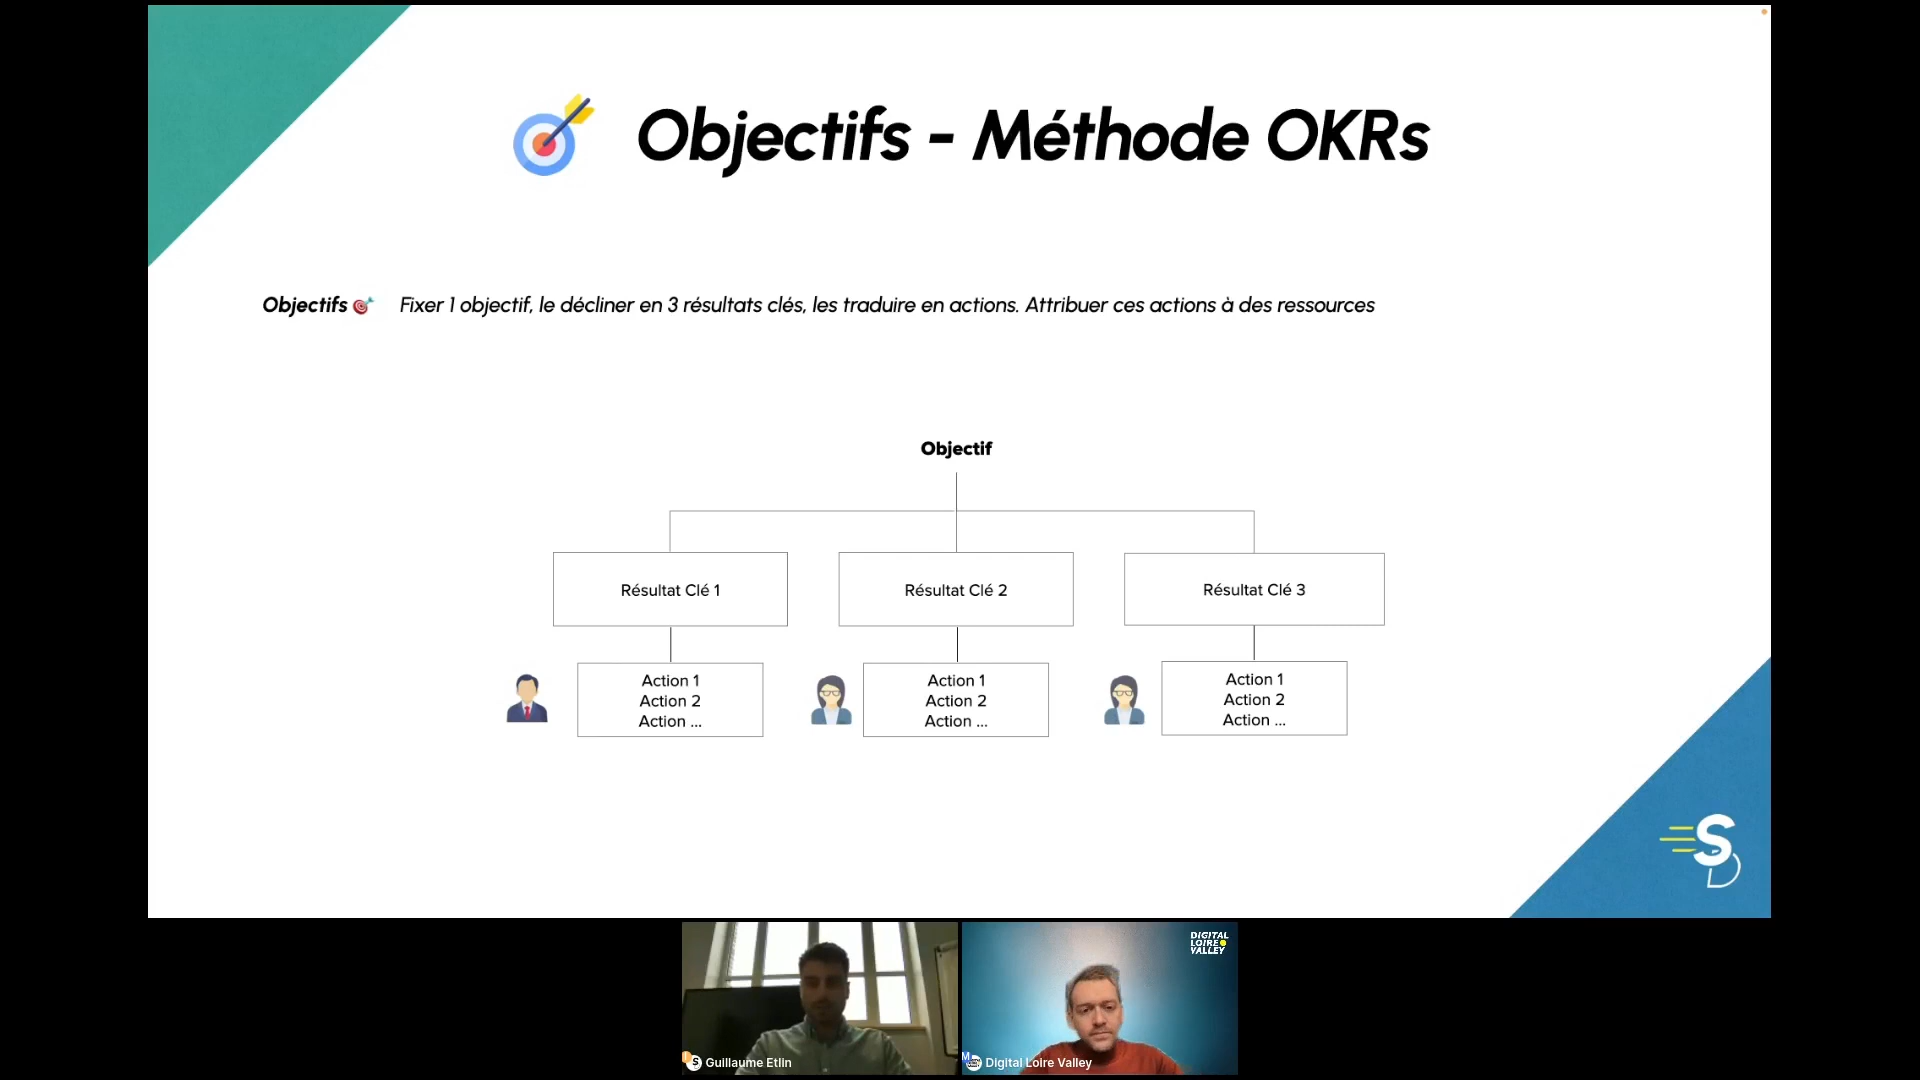 Objectifs - Méthode OKRs
Objectifs Fixer 1 objectif, le décliner en 3 résultats clés, les traduire en actions. Attribuer ces actions à des ressources
Objectif
Résultat Clé 1
Résultat Clé 2
Résultat Clé 3
Action 1
Action 2
Action ...
Action 1
Action 2
Action ...
Action 1
Action 2
Action ...
SD
DIGITAL
LOIRE
VALLEY
Guillaume Etlin
Digital Loire Valley